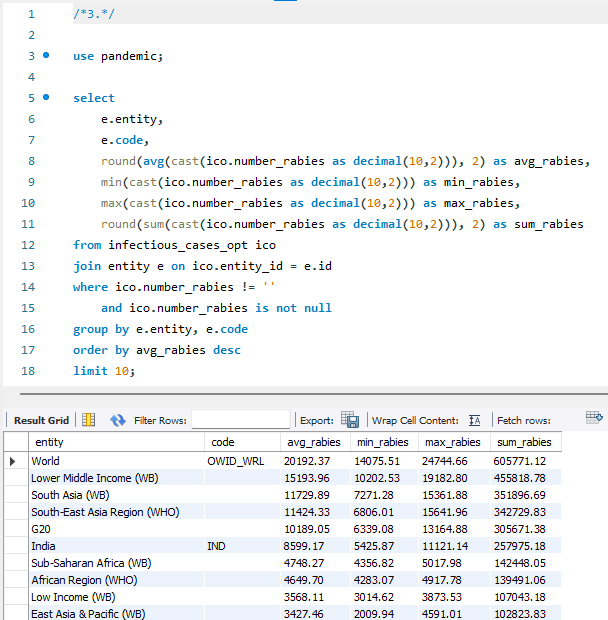 1 /*3.*/
2
3 use pandemic;
4
5 select
6 e.entity,
7 e.code,
8 round(avg(cast(ico.number_rabies as decimal(10,2))), 2) as avg_rabies,
9 min(cast(ico.number_rabies as decimal(10,2))) as min_rabies,
10 max(cast(ico.number_rabies as decimal(10,2))) as max_rabies,
11 round(sum(cast(ico.number_rabies as decimal(10,2))), 2) as sum_rabies
12 from infectious_cases_opt ico
13 join entity e on ico.entity_id = e.id
14 where ico.number_rabies != ''
15 and ico.number_rabies is not null
16 group by e.entity, e.code
17 order by avg_rabies desc
18 limit 10;
Result Grid Filter Rows: Export: Wrap Cell Content: IA Fetch rows:
entity code avg_rabies min_rabies max_rabies sum_rabies
World OWID_WRL 20192.37 14075.51 24744.66 605771.12
Lower Middle Income (WB) 15193.96 10202.53 19182.80 455818.78
South Asia (WB) 11729.89 7271.28 15361.88 351896.69
South-East Asia Region (WHO) 11424.33 6806.01 15641.96 342729.83
G20 10189.05 6339.08 13164.88 305671.38
India IND 8599.17 5425.87 11121.14 257975.18
Sub-Saharan Africa (WB) 4748.27 4356.82 5017.98 142448.05
African Region (WHO) 4649.70 4283.07 4917.78 139491.06
Low Income (WB) 3568.11 3014.62 3873.53 107043.18
East Asia & Pacific (WB) 3427.46 2009.94 4591.01 102823.83